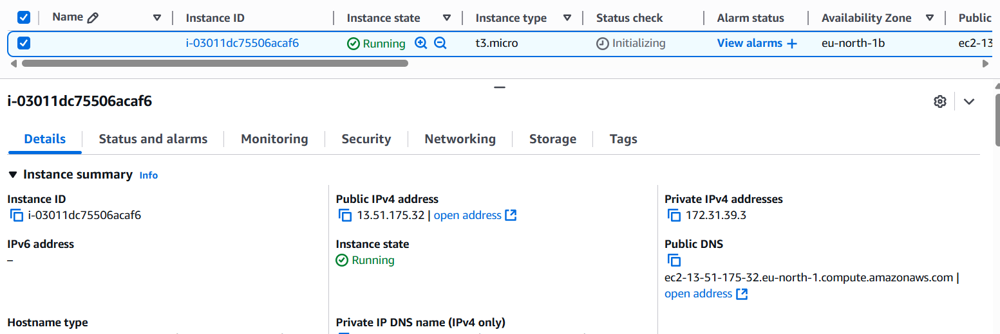 Name Instance ID Instance state Instance type Status check Alarm status Availability Zone Public
i-03011dc75506acaf6 Running t3.micro Initializing View alarms + eu-north-1b ec2-13
i-03011dc75506acaf6
Details Status and alarms Monitoring Security Networking Storage Tags
Instance summary Info
Instance ID Public IPv4 address Private IPv4 addresses
i-03011dc75506acaf6 13.51.175.32 | open address 172.31.39.3
IPv6 address Instance state Public DNS
– Running
ec2-13-51-175-32.eu-north-1.compute.amazonaws.com |
open address
Hostname type Private IP DNS name (IPv4 only)